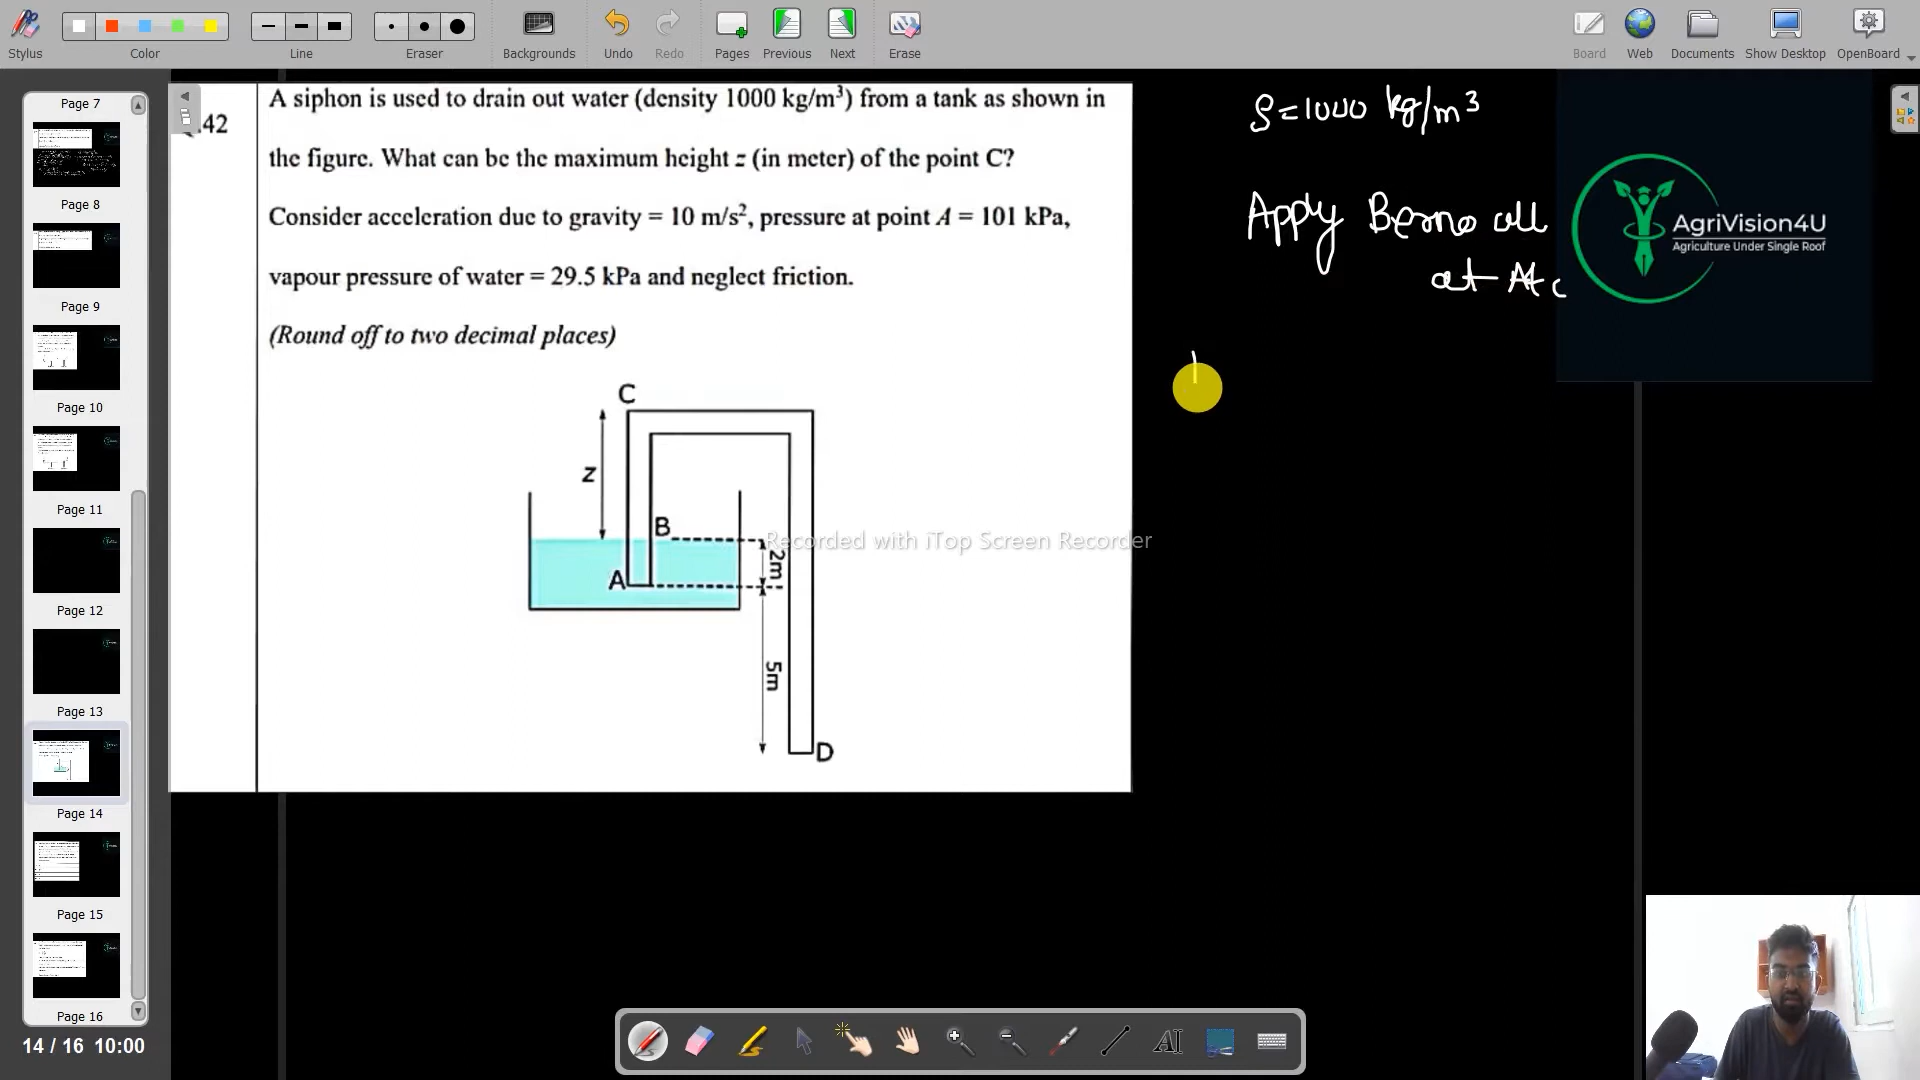 Stylus
Color
Line
Eraser
Backgrounds
Undo
Redo
Pages
Previous
Next
Erase
Board
Web
Documents
Show Desktop
OpenBoard
Page 7
Page 8
Page 9
Page 10
Page 11
Page 12
Page 13
Page 14
Page 15
Page 16
14 / 16 10:00
.42
A siphon is used to drain out water (density 1000 kg/m³) from a tank as shown in
the figure. What can be the maximum height z (in meter) of the point C?
Consider acceleration due to gravity = 10 m/s², pressure at point A = 101 kPa,
vapour pressure of water = 29.5 kPa and neglect friction.
(Round off to two decimal places)
C
z
B
2m
A
5m
D
Recorded with iTop Screen Recorder
ρ=1000 kg/m³
Apply
at
AgriVision4U
Agriculture Under Single Roof
AI